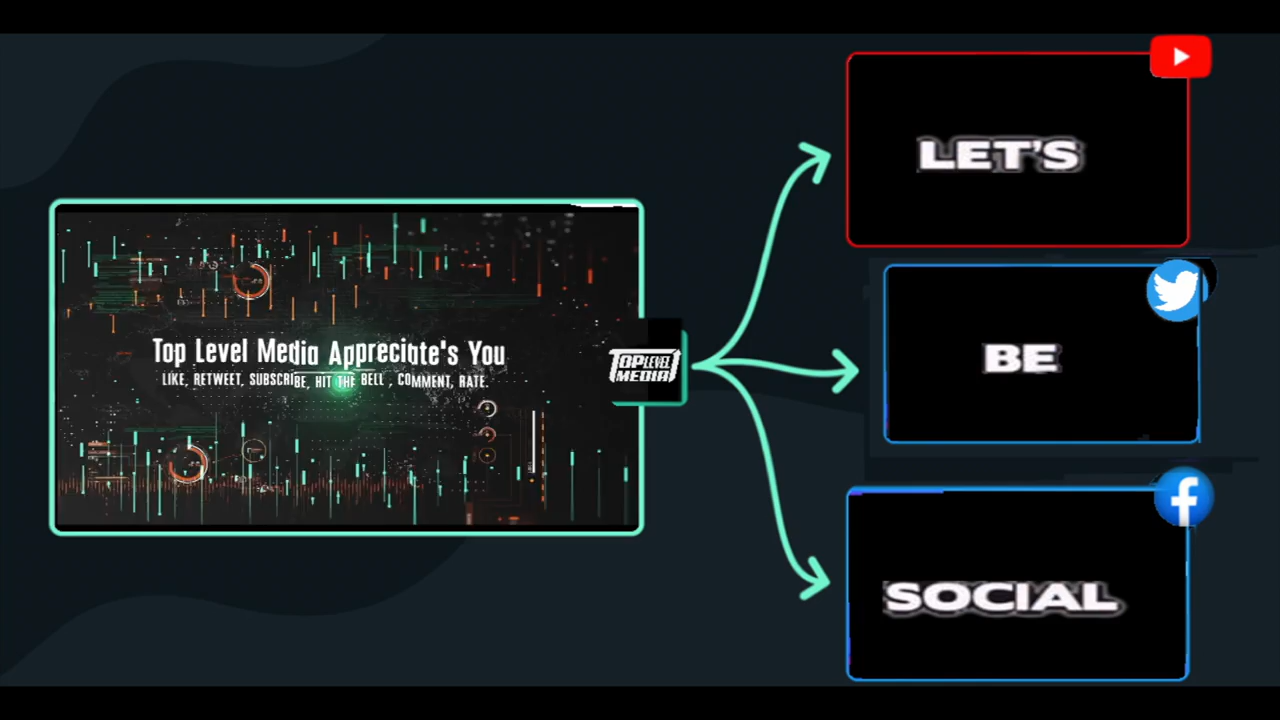 Top Level Media Appreciate's You
LIKE, RETWEET, SUBSCRIBE, HIT THE BELL , COMMENT, RATE.
TOP LEVEL
MEDIA
LET'S
BE
SOCIAL